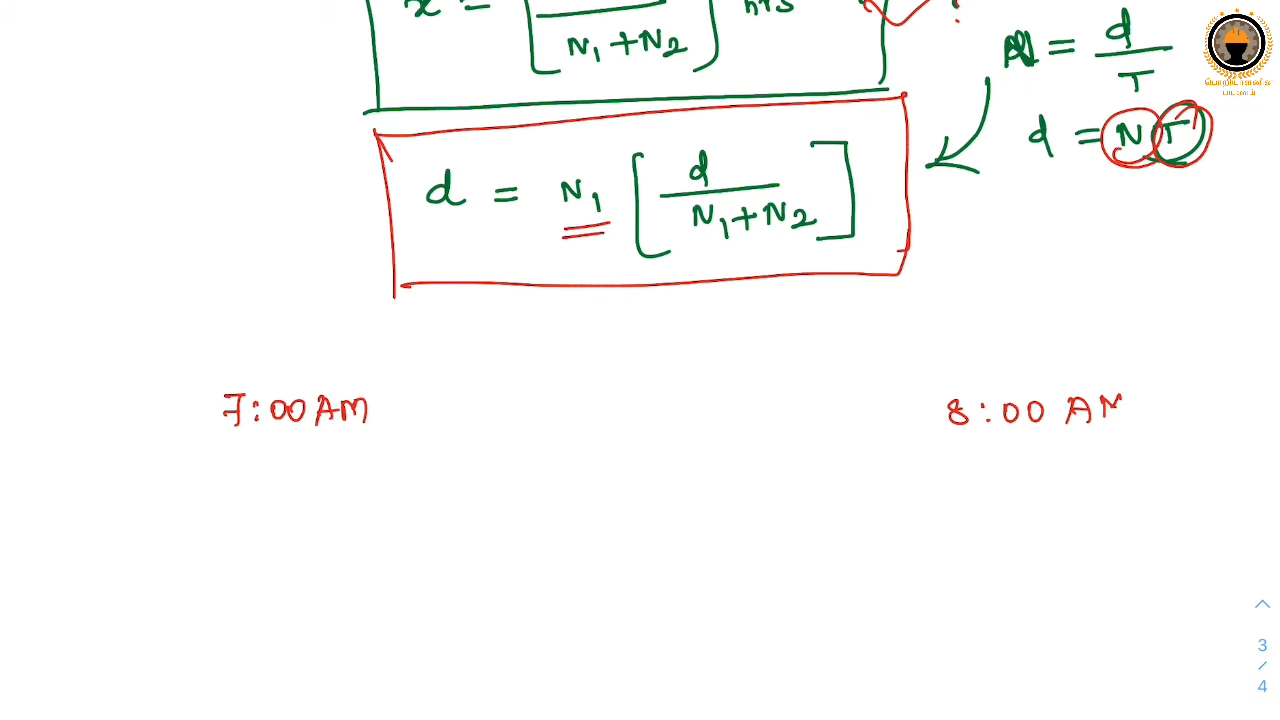 x = [ / N1 + N2 ] hrs
N = d / T
d = N T
d = N1 [ d / N1 + N2 ]
7:00 AM
8:00 AM
3
/
4